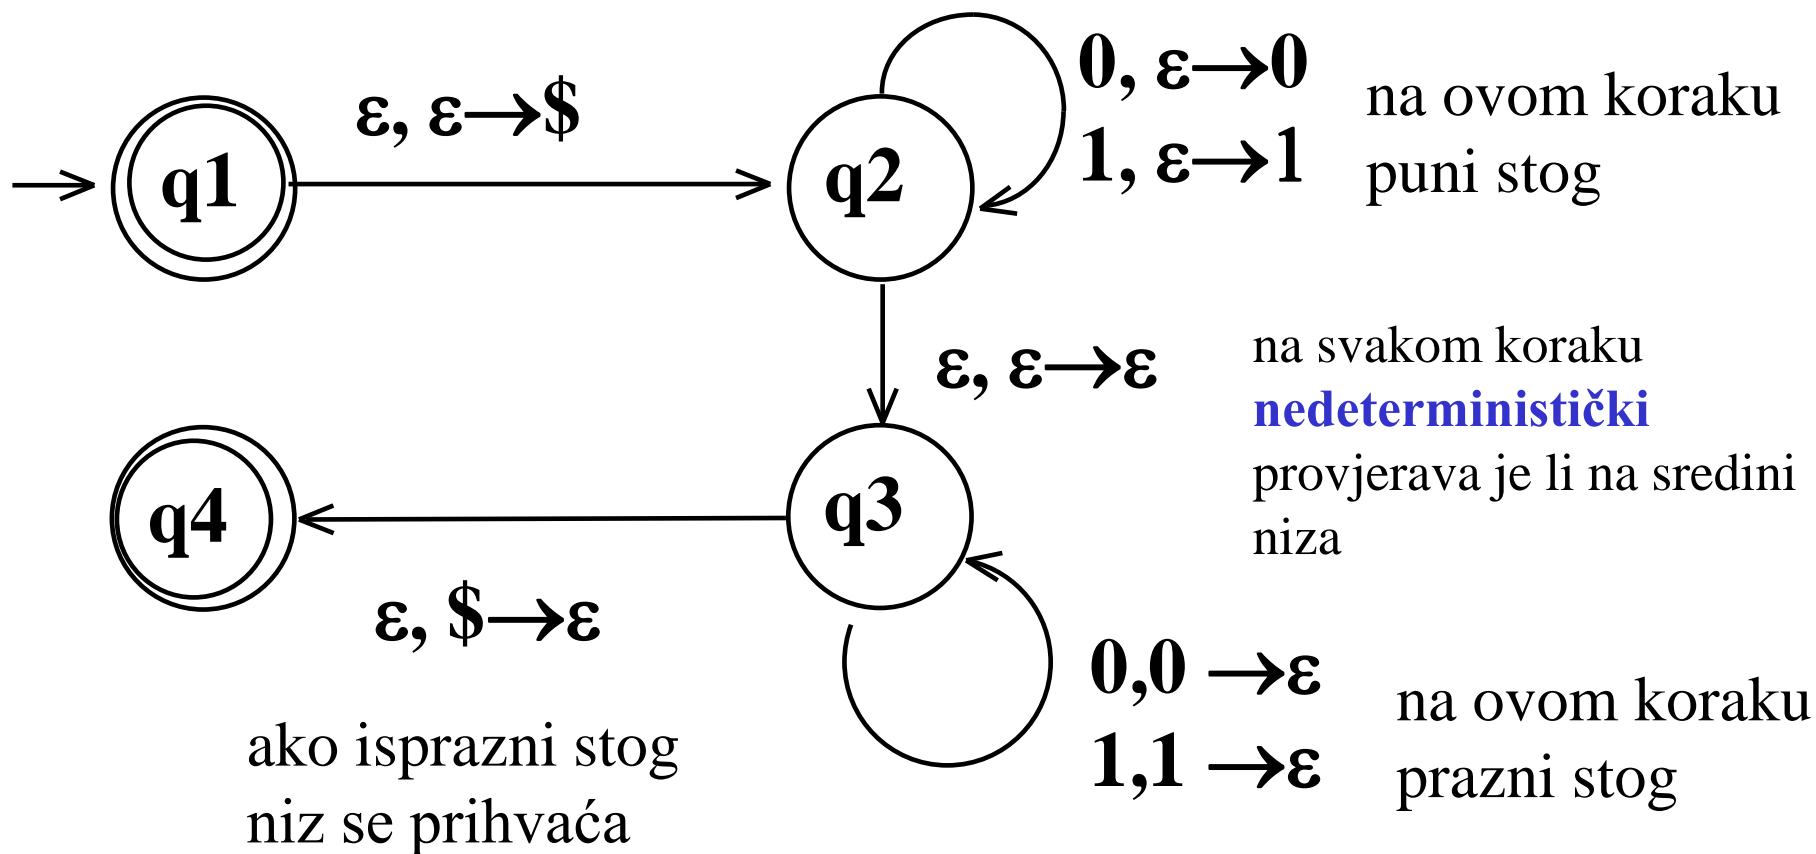 q1
ε, ε→$
q2
0, ε→0
1, ε→1
na ovom koraku
puni stog
ε, ε→ε
na svakom koraku
nedeterministički
provjerava je li na sredini
niza
q4
ε, $→ε
q3
0,0 →ε
1,1 →ε
na ovom koraku
prazni stog
ako isprazni stog
niz se prihvaća